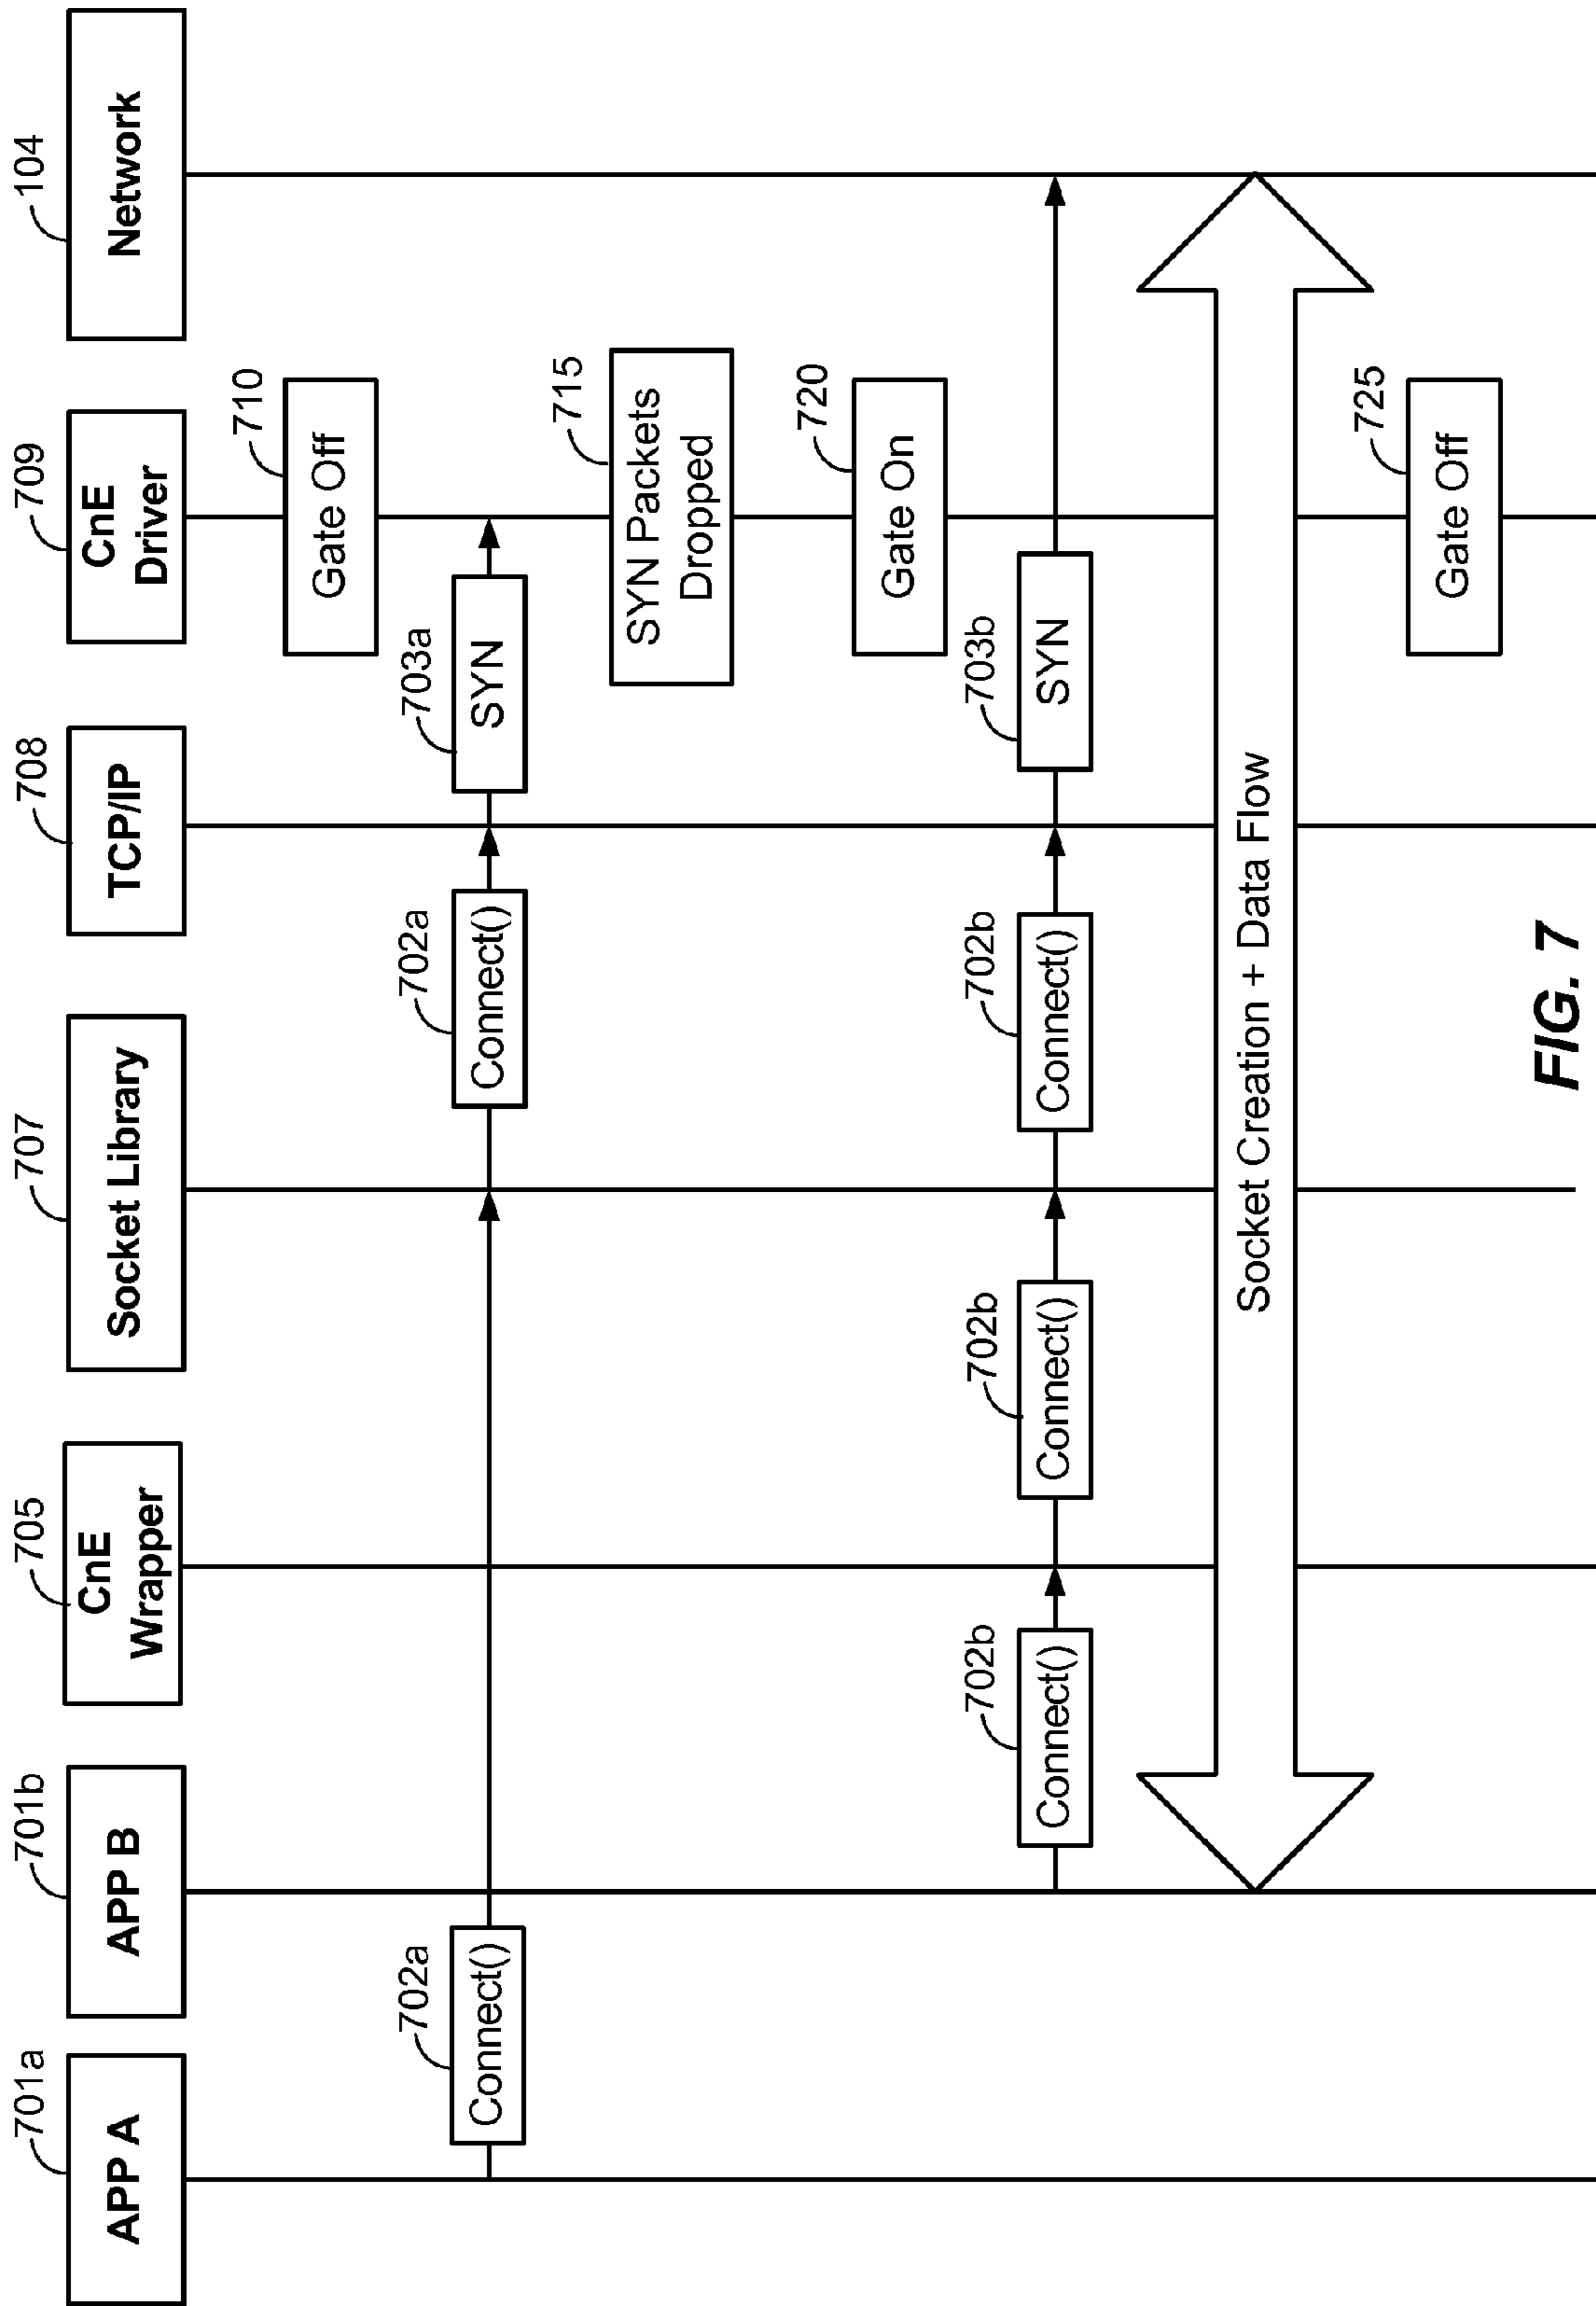 701a
701b
705
707
708
709
104
APP A
APP B
CnE
Wrapper
Socket Library
TCP/IP
CnE
Driver
Network
710
Gate Off
702a
Connect()
702a
Connect()
703a
SYN
715
SYN Packets
Dropped
720
Gate On
702b
Connect()
702b
Connect()
702b
Connect()
703b
SYN
Socket Creation + Data Flow
725
Gate Off
FIG. 7